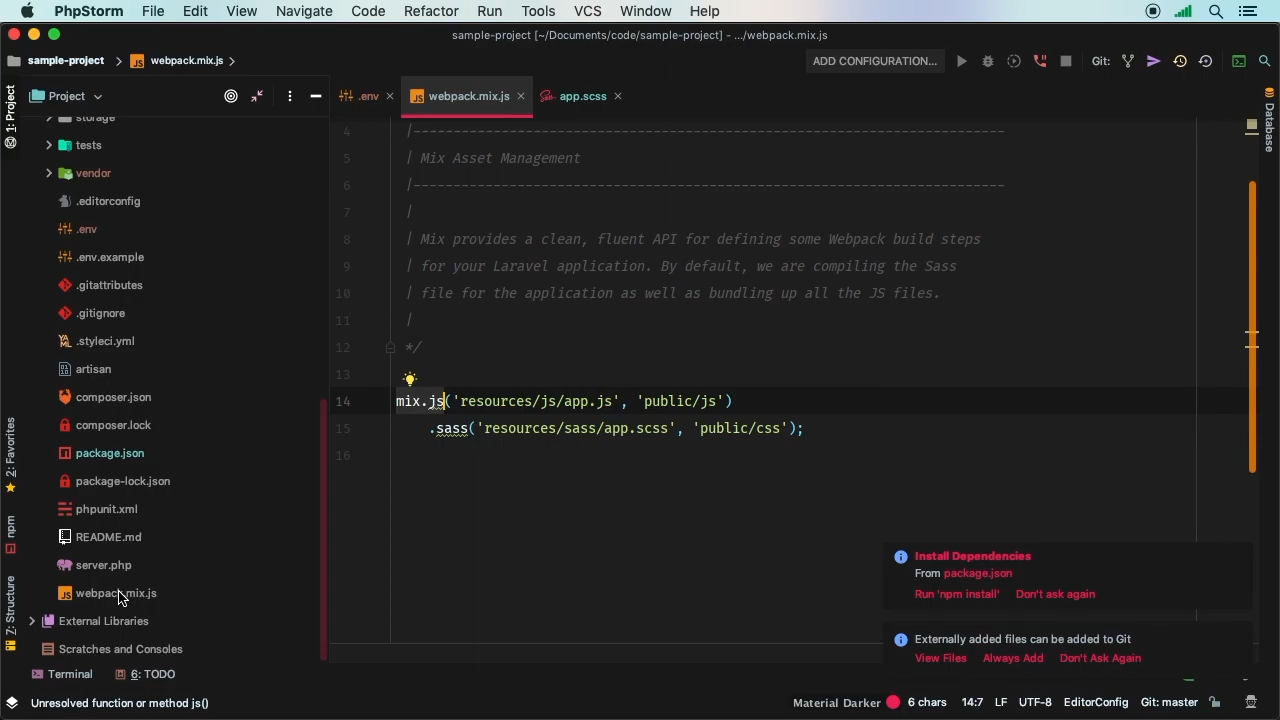 PhpStorm File Edit View Navigate Code Refactor Run Tools VCS Window Help
sample-project [~/Documents/code/sample-project] - .../webpack.mix.js
sample-project webpack.mix.js ADD CONFIGURATION... Git:
1: Project
Project
.env webpack.mix.js app.scss
Database
storage
tests
vendor
.editorconfig
.env
.env.example
.gitattributes
.gitignore
.styleci.yml
artisan
composer.json
composer.lock
package.json
package-lock.json
phpunit.xml
README.md
server.php
webpack.mix.js
External Libraries
Scratches and Consoles
2: Favorites
npm
7: Structure
4 |--------------------------------------------------------------------------
5 | Mix Asset Management
6 |--------------------------------------------------------------------------
7 |
8 | Mix provides a clean, fluent API for defining some Webpack build steps
9 | for your Laravel application. By default, we are compiling the Sass
10 | file for the application as well as bundling up all the JS files.
11 |
12 */
13
14 mix.js('resources/js/app.js', 'public/js')
15 .sass('resources/sass/app.scss', 'public/css');
16
Install Dependencies
From package.json
Run 'npm install' Don't ask again
Externally added files can be added to Git
View Files Always Add Don't Ask Again
Terminal 6: TODO
Unresolved function or method js() Material Darker 6 chars 14:7 LF UTF-8 EditorConfig Git: master